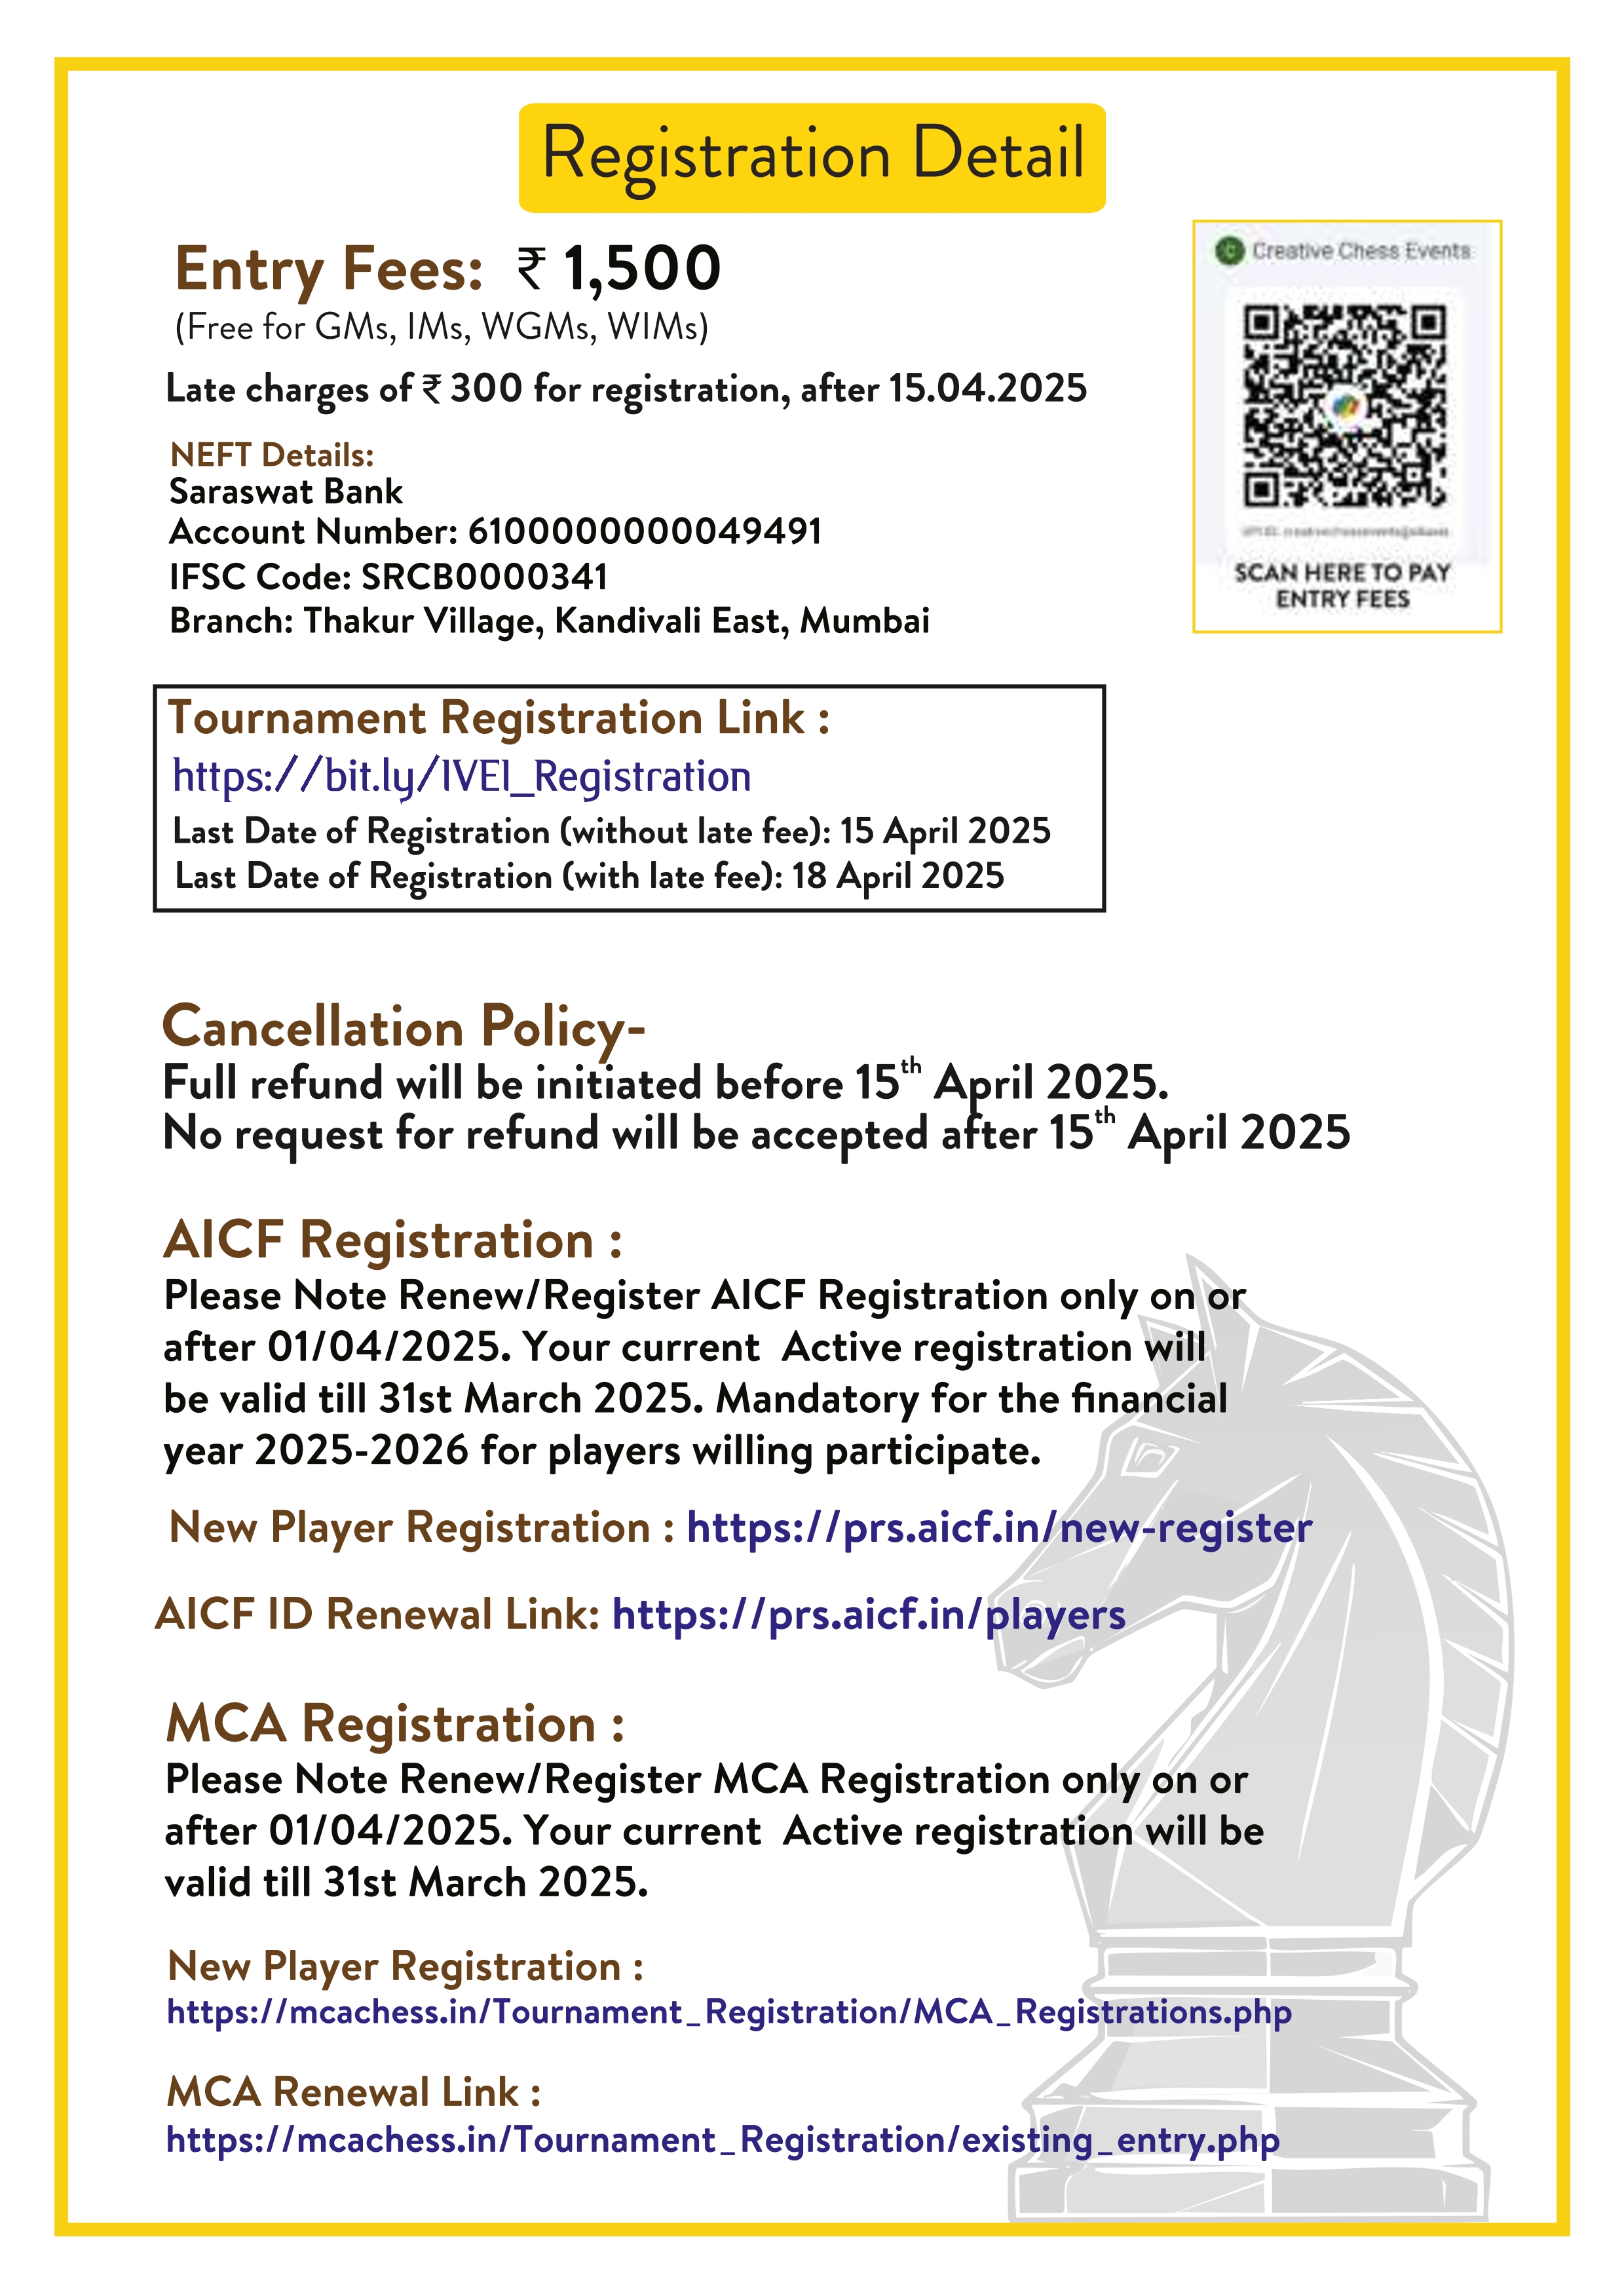 Registration Detail
Entry Fees: ₹ 1,500
(Free for GMs, IMs, WGMs, WIMs)
Late charges of ₹ 300 for registration, after 15.04.2025
NEFT Details:
Saraswat Bank
Account Number: 6100000000049491
IFSC Code: SRCB0000341
Branch: Thakur Village, Kandivali East, Mumbai
Creative Chess Events
SCAN HERE TO PAY
ENTRY FEES
Tournament Registration Link :
https://bit.ly/IVEI_Registration
Last Date of Registration (without late fee): 15 April 2025
Last Date of Registration (with late fee): 18 April 2025
Cancellation Policy-
Full refund will be initiated before 15th April 2025.
No request for refund will be accepted after 15th April 2025
AICF Registration :
Please Note Renew/Register AICF Registration only on or
after 01/04/2025. Your current Active registration will
be valid till 31st March 2025. Mandatory for the financial
year 2025-2026 for players willing participate.
New Player Registration : https://prs.aicf.in/new-register
AICF ID Renewal Link: https://prs.aicf.in/players
MCA Registration :
Please Note Renew/Register MCA Registration only on or
after 01/04/2025. Your current Active registration will be
valid till 31st March 2025.
New Player Registration :
https://mcachess.in/Tournament_Registration/MCA_Registrations.php
MCA Renewal Link :
https://mcachess.in/Tournament_Registration/existing_entry.php